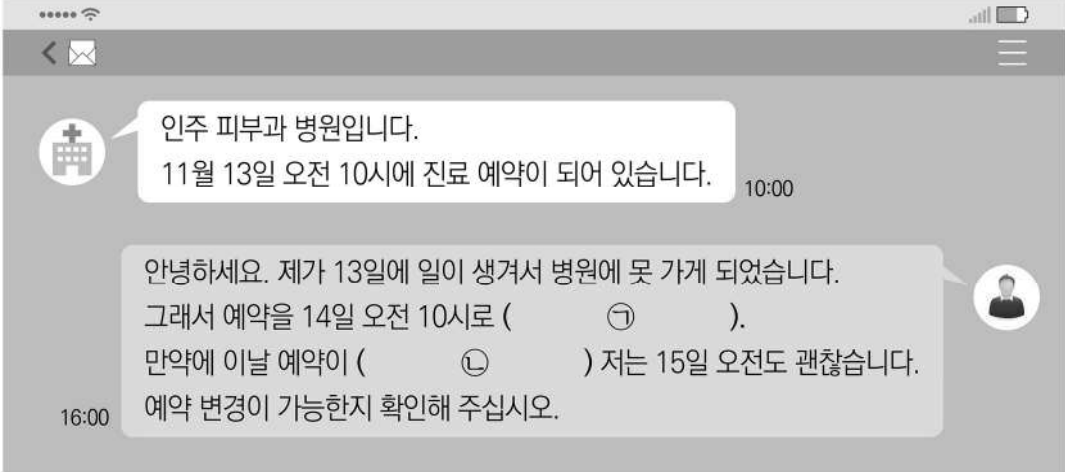 인주 피부과 병원입니다.
11월 13일 오전 10시에 진료 예약이 되어 있습니다.
10:00
안녕하세요. 제가 13일에 일이 생겨서 병원에 못 가게 되었습니다.
그래서 예약을 14일 오전 10시로 ( ㉠ ).
만약에 이날 예약이 ( ㉡ ) 저는 15일 오전도 괜찮습니다.
예약 변경이 가능한지 확인해 주십시오.
16:00